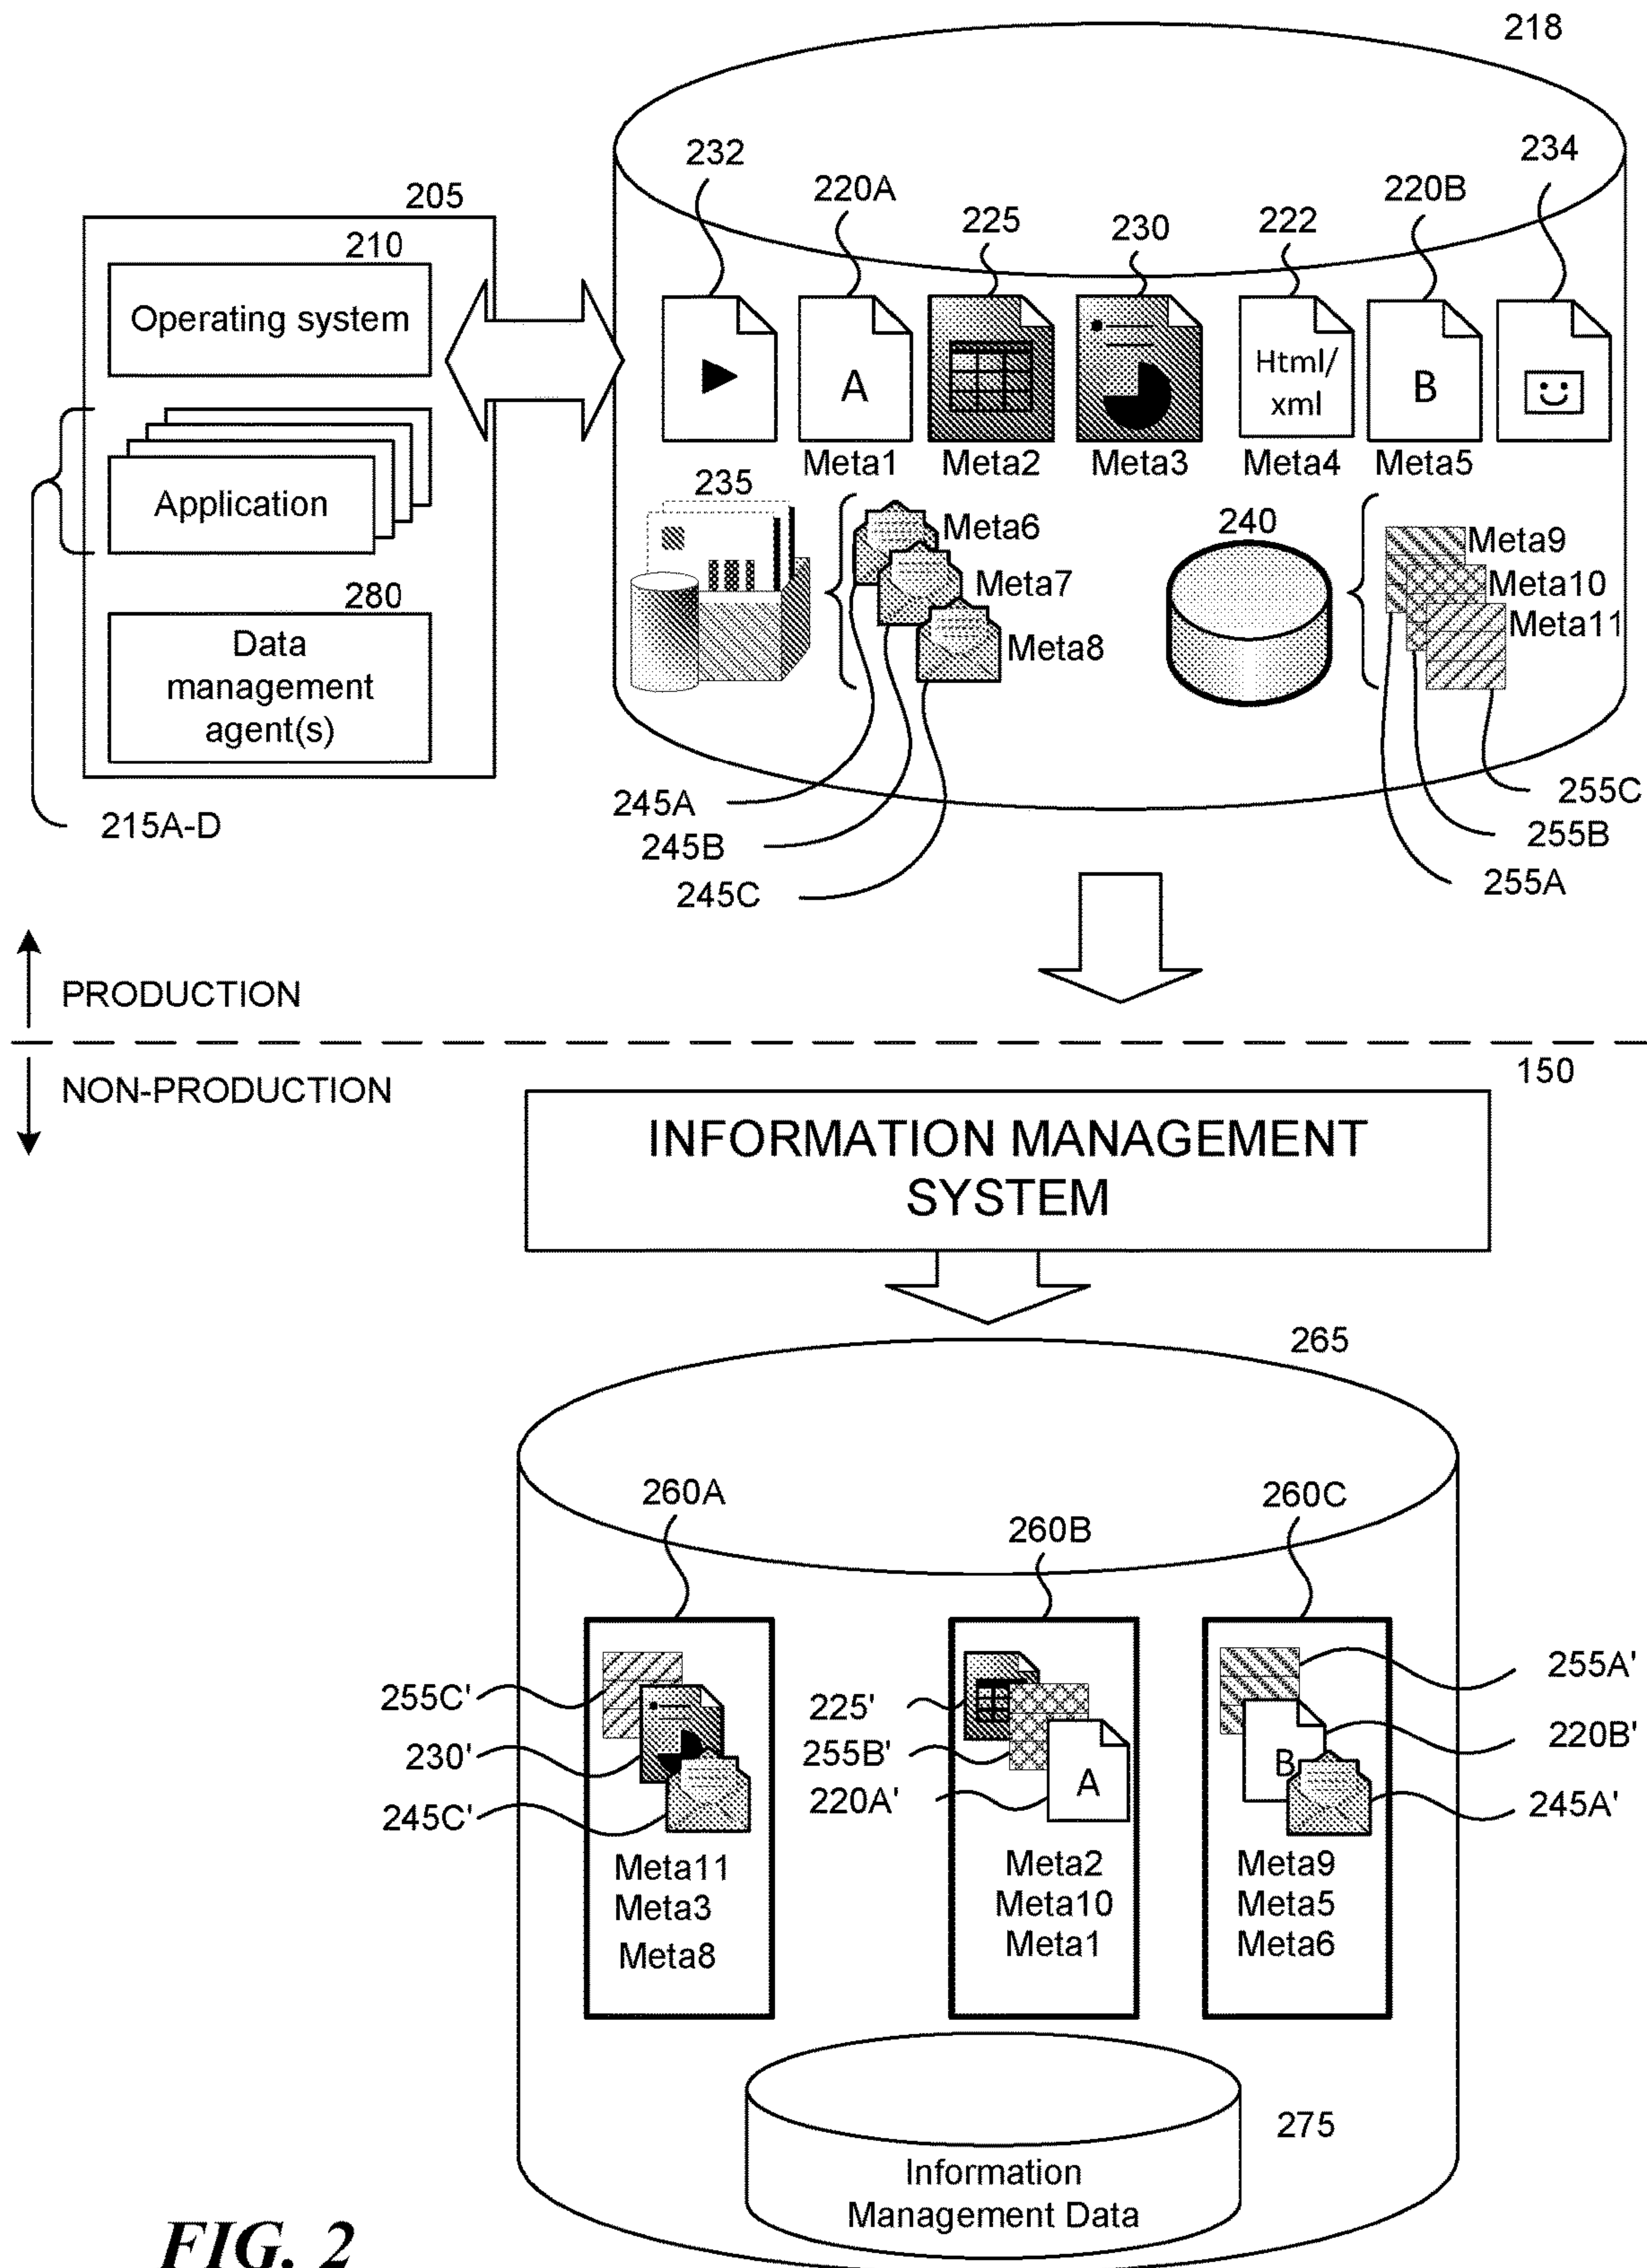 218
232
234
220A
220B
205
225
230
222
210
Operating system
Html/
xml
A
B
Meta1
Meta2
Meta3
Meta4
Meta5
235
Application
240
Meta6
Meta9
Meta7
Meta10
280
Meta8
Meta11
Data
management
agent(s)
245A
255C
215A-D
245B
255B
245C
255A
PRODUCTION
NON-PRODUCTION
150
INFORMATION MANAGEMENT
SYSTEM
265
260A
260B
260C
255C'
225'
255A'
230'
255B'
220B'
245C'
220A'
245A'
A
B
Meta11
Meta3
Meta8
Meta2
Meta10
Meta1
Meta9
Meta5
Meta6
275
Information
Management Data
FIG. 2